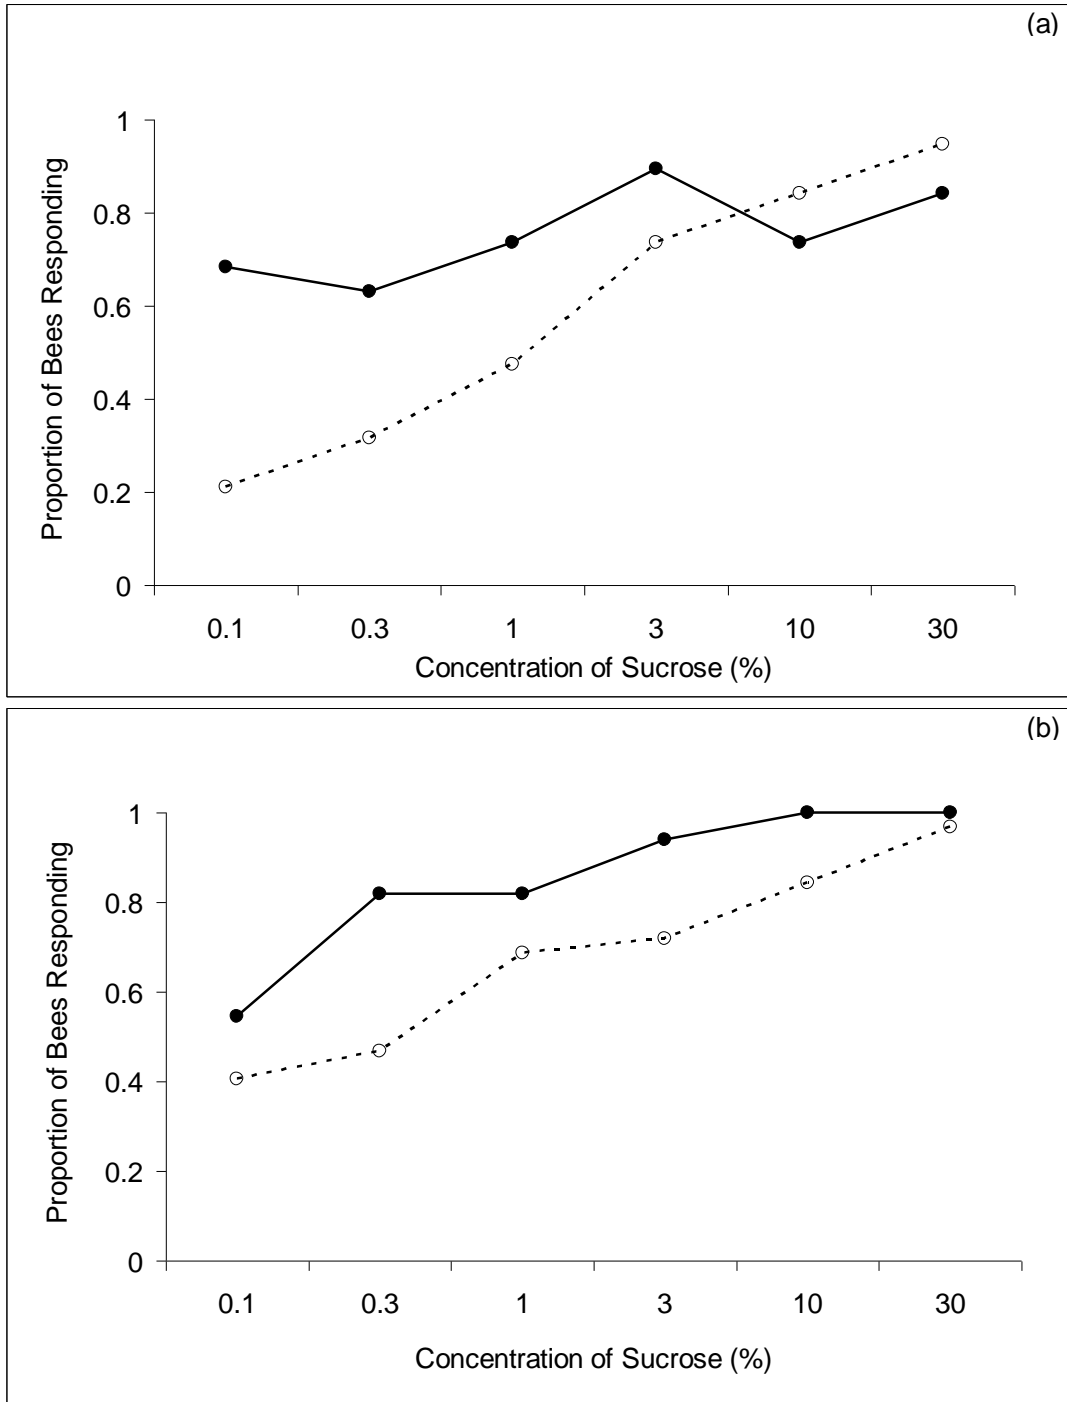 (a)
Proportion of Bees Responding
1
0.8
0.6
0.4
0.2
0
0.1 0.3 1 3 10 30
Concentration of Sucrose (%)
(b)
Proportion of Bees Responding
1
0.8
0.6
0.4
0.2
0
0.1 0.3 1 3 10 30
Concentration of Sucrose (%)